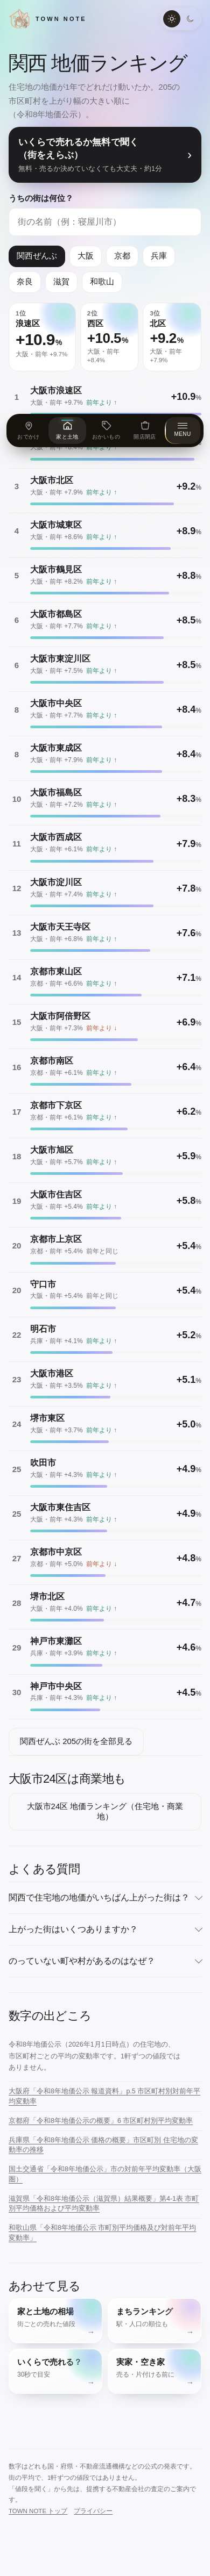 TOWN NOTE
関西 地価ランキング
住宅地の地価が1年でどれだけ動いたか。205の
市区町村を上がり幅の大きい順に
（令和8年地価公示）。
いくらで売れるか無料で聞く
（街をえらぶ）
無料・売るか決めていなくても大丈夫・約1分
うちの街は何位？
街の名前（例：寝屋川市）
関西ぜんぶ 大阪 京都 兵庫
奈良 滋賀 和歌山
1位 2位 3位
浪速区 西区 北区
+10.9% +10.5% +9.2%
大阪・前年 +9.7% 大阪・前年 +8.4% 大阪・前年 +7.9%
1 大阪市浪速区 +10.9%
大阪・前年 +9.7% 前年より ↑
おでかけ 家と土地 おかいもの 開店閉店 MENU
3 大阪市北区 +9.2%
大阪・前年 +7.9% 前年より ↑
4 大阪市城東区 +8.9%
大阪・前年 +8.6% 前年より ↑
5 大阪市鶴見区 +8.8%
大阪・前年 +8.2% 前年より ↑
6 大阪市都島区 +8.5%
大阪・前年 +7.7% 前年より ↑
6 大阪市東淀川区 +8.5%
大阪・前年 +7.5% 前年より ↑
8 大阪市中央区 +8.4%
大阪・前年 +7.7% 前年より ↑
8 大阪市東成区 +8.4%
大阪・前年 +7.9% 前年より ↑
10 大阪市福島区 +8.3%
大阪・前年 +7.2% 前年より ↑
11 大阪市西成区 +7.9%
大阪・前年 +6.1% 前年より ↑
12 大阪市淀川区 +7.8%
大阪・前年 +7.4% 前年より ↑
13 大阪市天王寺区 +7.6%
大阪・前年 +6.8% 前年より ↑
14 京都市東山区 +7.1%
京都・前年 +6.6% 前年より ↑
15 大阪市阿倍野区 +6.9%
大阪・前年 +7.3% 前年より ↓
16 京都市南区 +6.4%
京都・前年 +6.1% 前年より ↑
17 京都市下京区 +6.2%
京都・前年 +6.1% 前年より ↑
18 大阪市旭区 +5.9%
大阪・前年 +5.7% 前年より ↑
19 大阪市住吉区 +5.8%
大阪・前年 +5.4% 前年より ↑
20 京都市上京区 +5.4%
京都・前年 +5.4% 前年と同じ
20 守口市 +5.4%
大阪・前年 +5.4% 前年と同じ
22 明石市 +5.2%
兵庫・前年 +4.1% 前年より ↑
23 大阪市港区 +5.1%
大阪・前年 +3.5% 前年より ↑
24 堺市東区 +5.0%
大阪・前年 +3.7% 前年より ↑
25 吹田市 +4.9%
大阪・前年 +4.3% 前年より ↑
25 大阪市東住吉区 +4.9%
大阪・前年 +4.3% 前年より ↑
27 京都市中京区 +4.8%
京都・前年 +5.0% 前年より ↓
28 堺市北区 +4.7%
大阪・前年 +4.0% 前年より ↑
29 神戸市東灘区 +4.6%
兵庫・前年 +3.9% 前年より ↑
30 神戸市中央区 +4.5%
兵庫・前年 +4.3% 前年より ↑
関西ぜんぶ 205の街を全部見る
大阪市24区は商業地も
大阪市24区 地価ランキング（住宅地・商業
地）
よくある質問
関西で住宅地の地価がいちばん上がった街は？
上がった街はいくつありますか？
のっていない町や村があるのはなぜ？
数字の出どころ
令和8年地価公示（2026年1月1日時点）の住宅地の、
市区町村ごとの平均の変動率です。1軒ずつの値段では
ありません。
大阪府「令和8年地価公示 報道資料」p.5 市区町村別対前年平
均変動率
京都府「令和8年地価公示の概要」6 市区町村別平均変動率
兵庫県「令和8年地価公示 価格の概要」市区町別 住宅地の変
動率の推移
国土交通省「令和8年地価公示」市の対前年平均変動率（大阪
圏）
滋賀県「令和8年地価公示（滋賀県）結果概要」第4-1表 市町
別平均価格および対前年平均変動率
和歌山県「令和8年地価公示 市町別平均価格及び対前年平均
変動率」
あわせて見る
家と土地の相場 まちランキング
街ごとの売れた値段 駅・人口の順位も
→ →
いくらで売れる？ 実家・空き家
30秒で目安 売る・片付ける前に
→ →
数字はどれも国・府県・不動産流通機構などの公式の発表です。
街の平均で、1軒ずつの値段ではありません。
「値段を聞く」から先は、提携する不動産会社の査定のご案内で
す。
TOWN NOTE トップ プライバシー